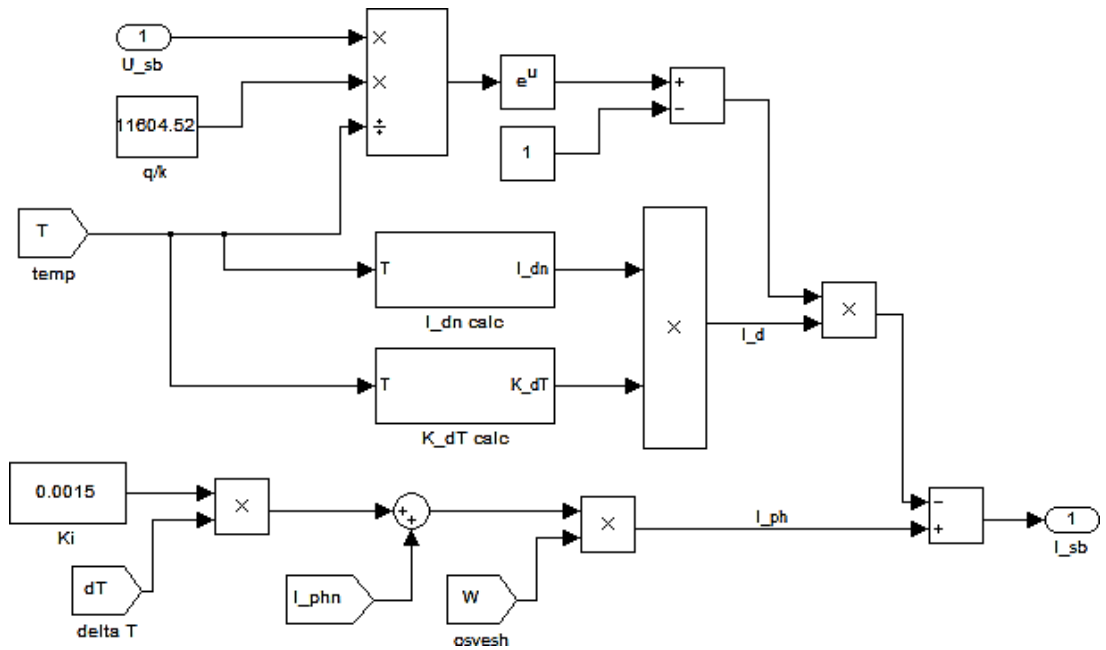 1
U_sb
×
×
÷
11604.52
q/k
e^u
+
−
1
T
temp
T
I_dn
I_dn calc
T
K_dT
K_dT calc
×
I_d
×
0.0015
Ki
×
dT
delta T
+
+
I_phn
×
W
osvesh
I_ph
−
+
1
I_sb